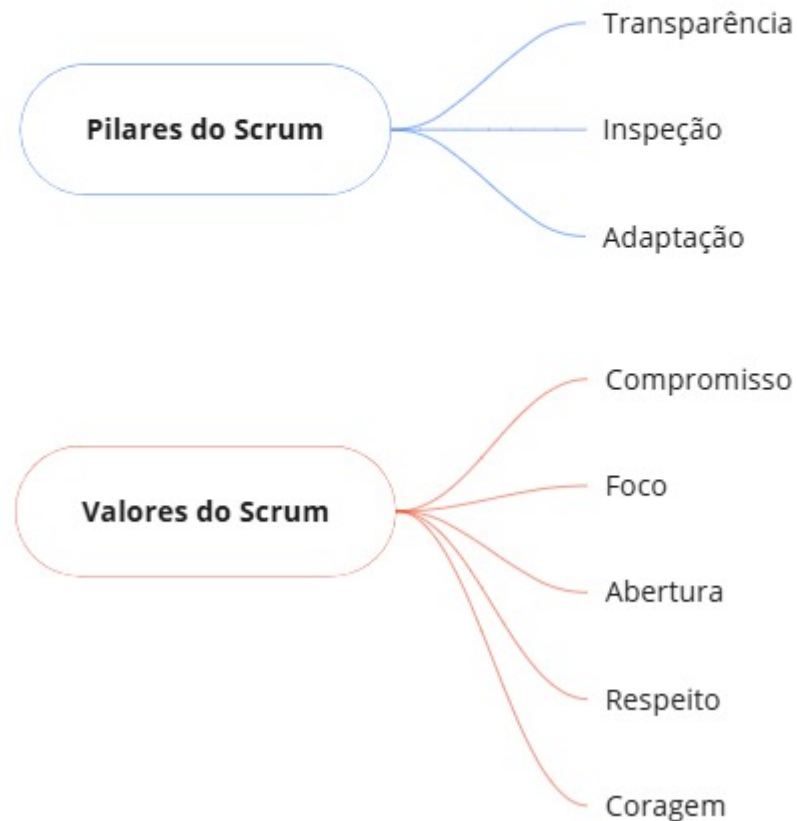 Pilares do Scrum
Transparência
Inspeção
Adaptação
Valores do Scrum
Compromisso
Foco
Abertura
Respeito
Coragem